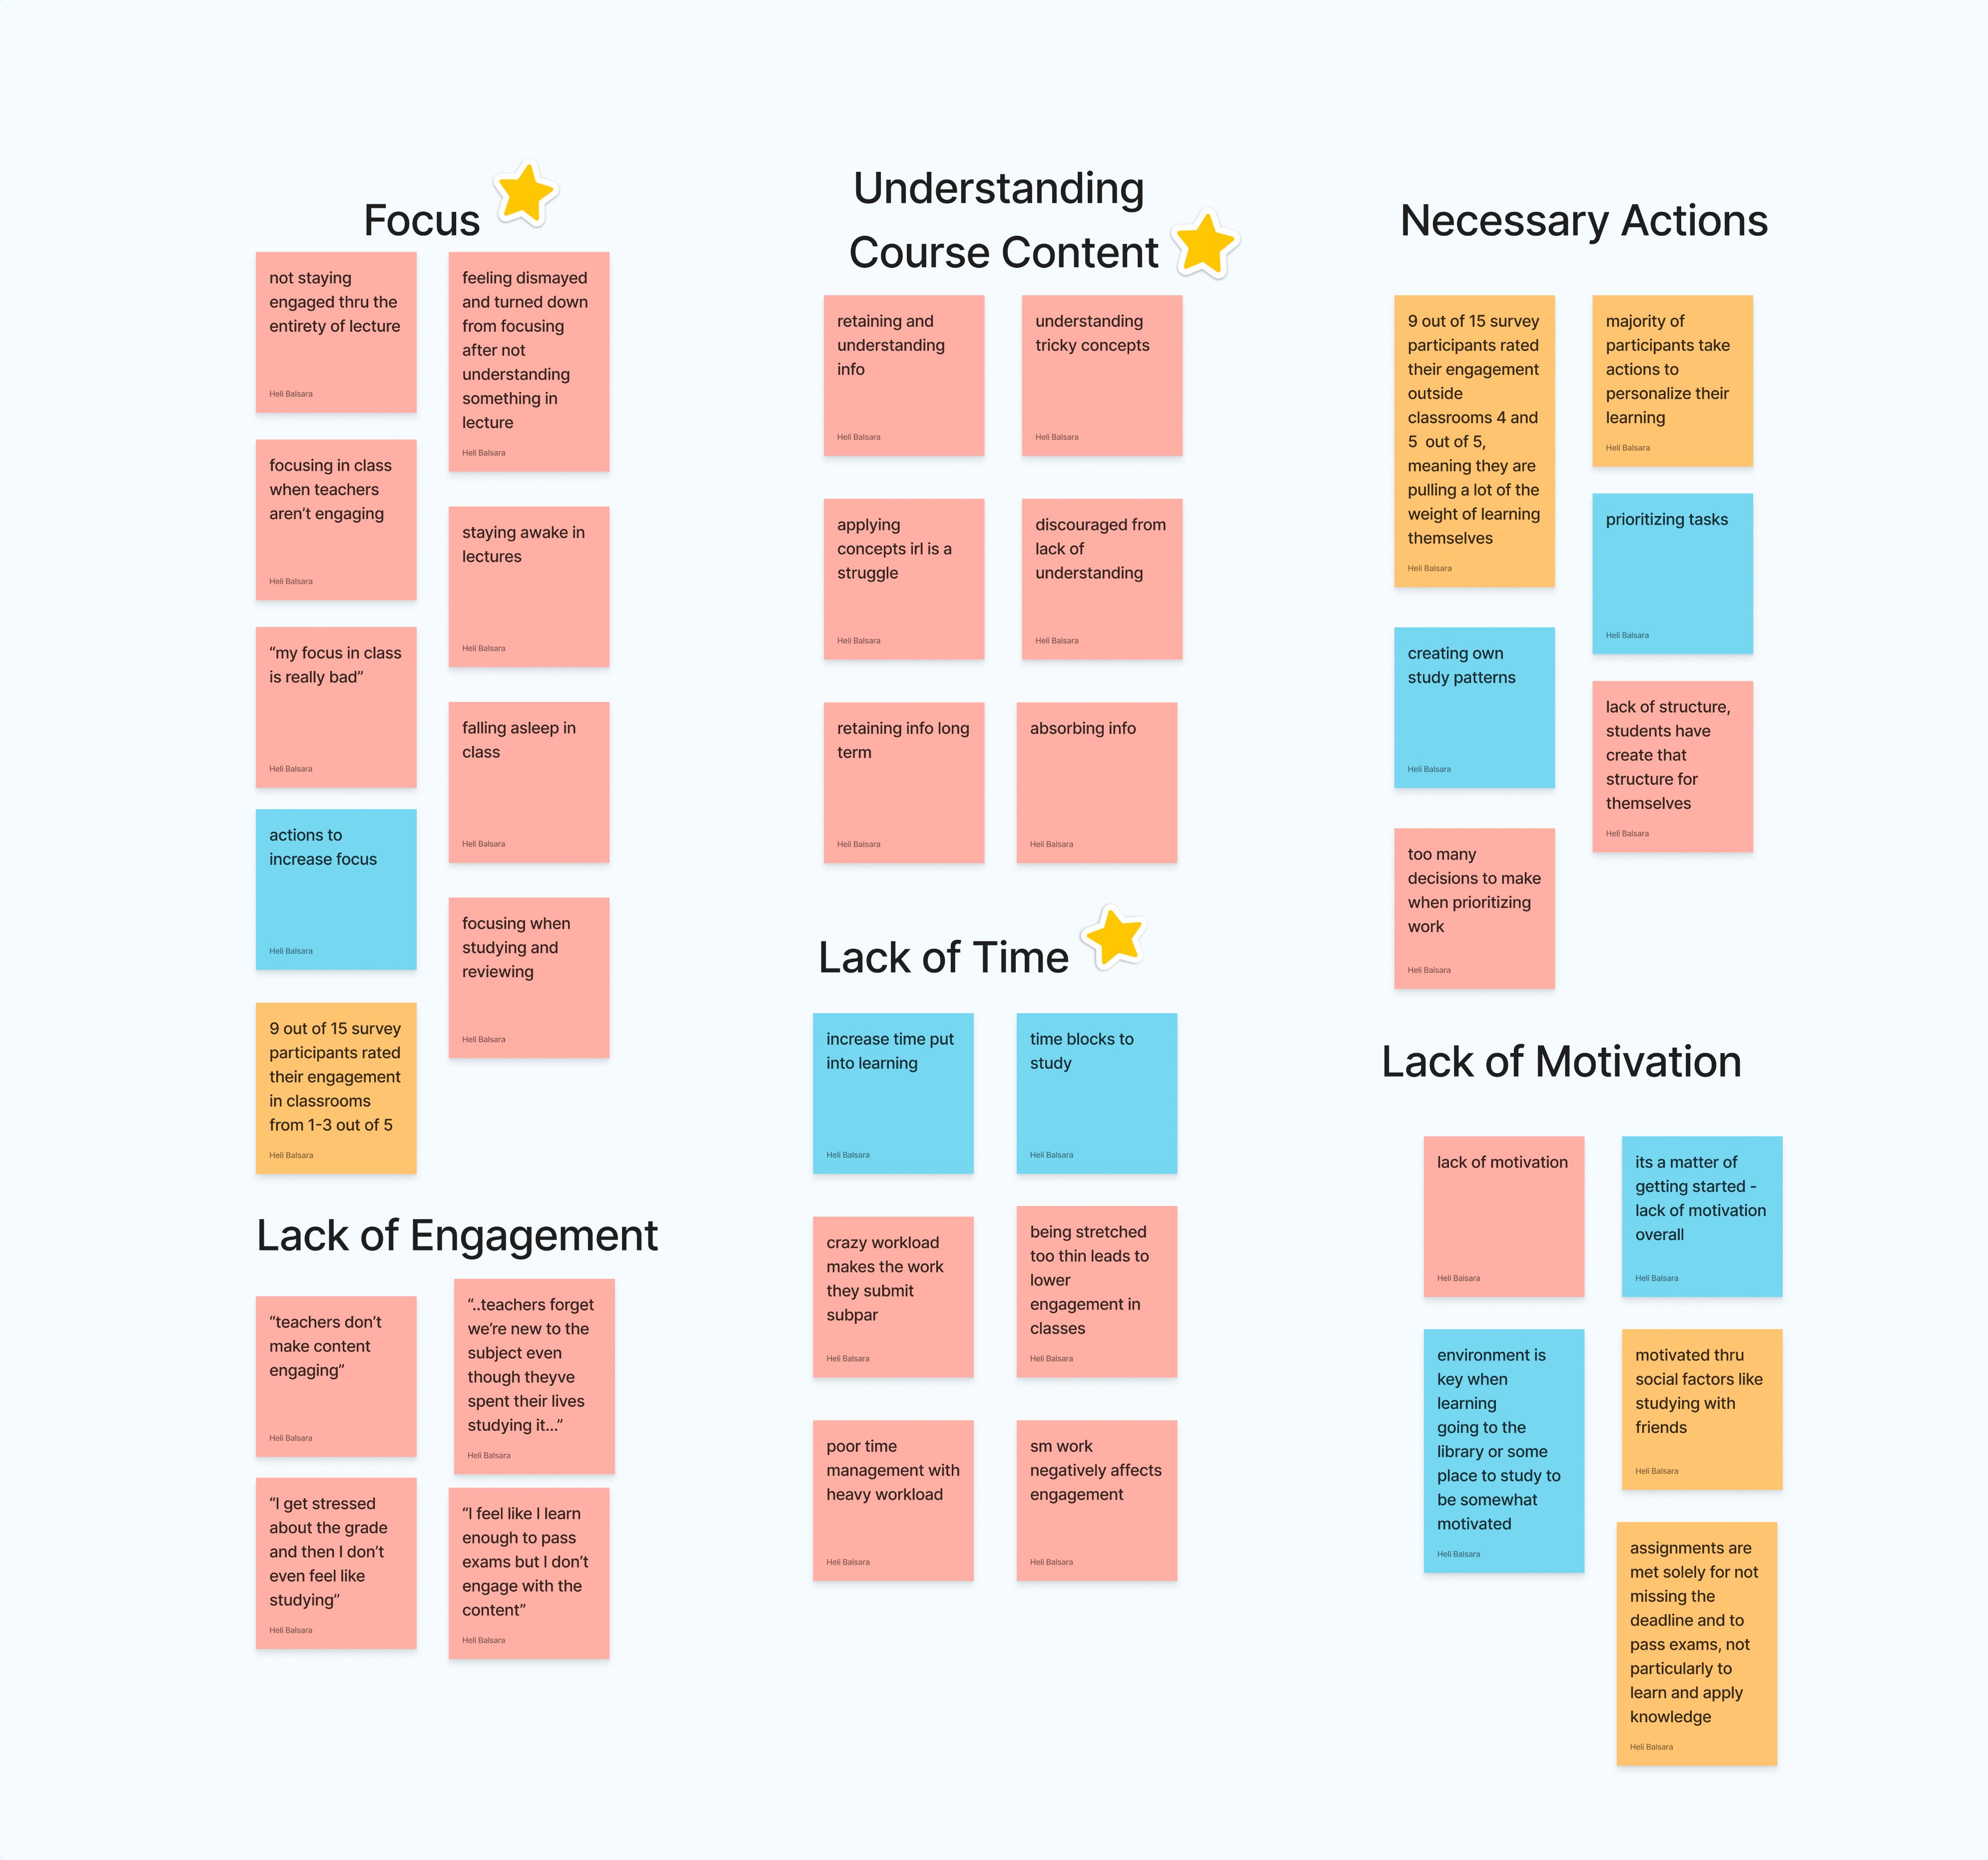 Focus
not staying
engaged thru the
entirety of lecture
Heli Balsara
feeling dismayed
and turned down
from focusing
after not
understanding
something in
lecture
Heli Balsara
focusing in class
when teachers
aren’t engaging
Heli Balsara
staying awake in
lectures
Heli Balsara
“my focus in class
is really bad”
Heli Balsara
falling asleep in
class
Heli Balsara
actions to
increase focus
Heli Balsara
focusing when
studying and
reviewing
Heli Balsara
9 out of 15 survey
participants rated
their engagement
in classrooms
from 1-3 out of 5
Heli Balsara
Lack of Engagement
“teachers don’t
make content
engaging”
Heli Balsara
“..teachers forget
we’re new to the
subject even
though theyve
spent their lives
studying it...”
Heli Balsara
“I get stressed
about the grade
and then I don’t
even feel like
studying”
Heli Balsara
“I feel like I learn
enough to pass
exams but I don’t
engage with the
content”
Heli Balsara
Understanding
Course Content
retaining and
understanding
info
Heli Balsara
understanding
tricky concepts
Heli Balsara
applying
concepts irl is a
struggle
Heli Balsara
discouraged from
lack of
understanding
Heli Balsara
retaining info long
term
Heli Balsara
absorbing info
Heli Balsara
Lack of Time
increase time put
into learning
Heli Balsara
time blocks to
study
Heli Balsara
crazy workload
makes the work
they submit
subpar
Heli Balsara
being stretched
too thin leads to
lower
engagement in
classes
Heli Balsara
poor time
management with
heavy workload
Heli Balsara
sm work
negatively affects
engagement
Heli Balsara
Necessary Actions
9 out of 15 survey
participants rated
their engagement
outside
classrooms 4 and
5 out of 5,
meaning they are
pulling a lot of the
weight of learning
themselves
Heli Balsara
majority of
participants take
actions to
personalize their
learning
Heli Balsara
prioritizing tasks
Heli Balsara
creating own
study patterns
Heli Balsara
lack of structure,
students have
create that
structure for
themselves
Heli Balsara
too many
decisions to make
when prioritizing
work
Heli Balsara
Lack of Motivation
lack of motivation
Heli Balsara
its a matter of
getting started -
lack of motivation
overall
Heli Balsara
environment is
key when
learning
going to the
library or some
place to study to
be somewhat
motivated
Heli Balsara
motivated thru
social factors like
studying with
friends
Heli Balsara
assignments are
met solely for not
missing the
deadline and to
pass exams, not
particularly to
learn and apply
knowledge
Heli Balsara